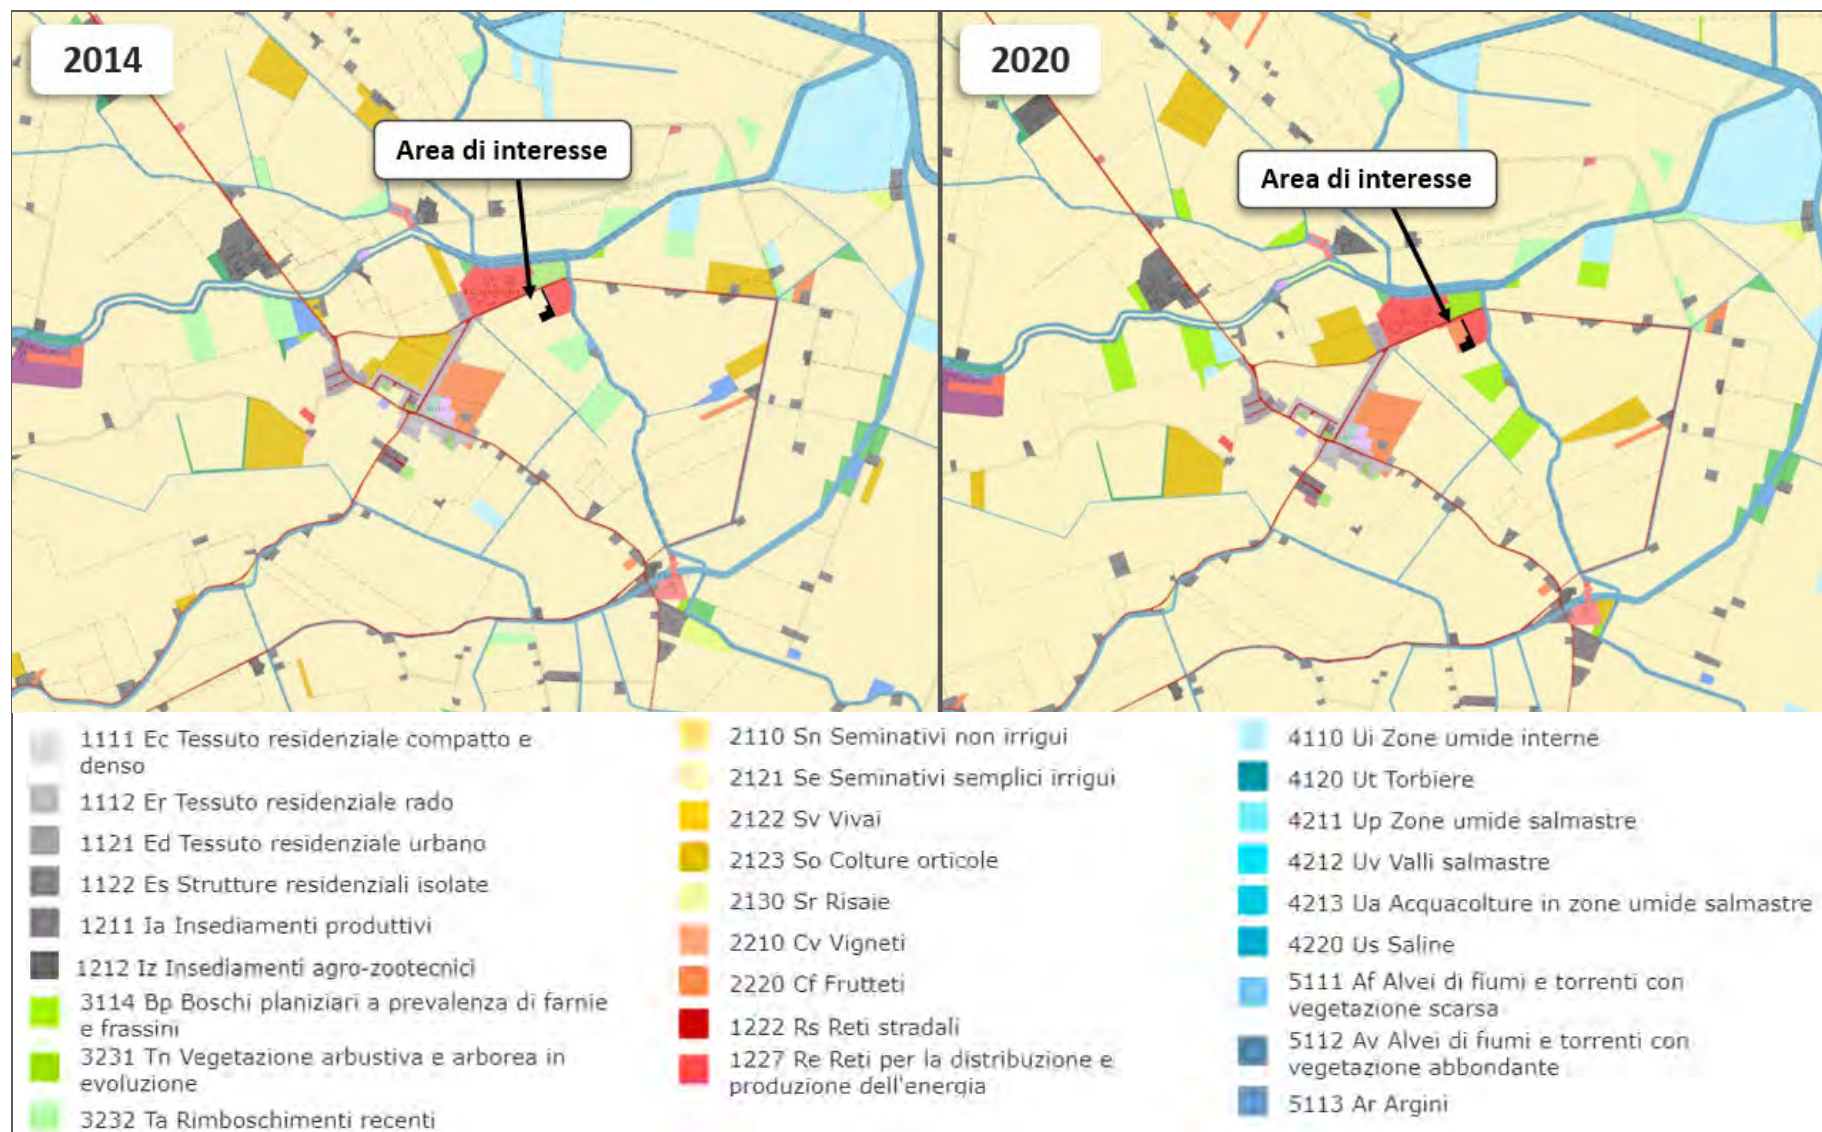 2014
2020
Area di interesse
Area di interesse
1111 Ec Tessuto residenziale compatto e
denso
1112 Er Tessuto residenziale rado
1121 Ed Tessuto residenziale urbano
1122 Es Strutture residenziali isolate
1211 Ia Insediamenti produttivi
1212 Iz Insediamenti agro-zootecnici
3114 Bp Boschi planiziari a prevalenza di farnie
e frassini
3231 Tn Vegetazione arbustiva e arborea in
evoluzione
3232 Ta Rimboschimenti recenti
2110 Sn Seminativi non irrigui
2121 Se Seminativi semplici irrigui
2122 Sv Vivai
2123 So Colture orticole
2130 Sr Risaie
2210 Cv Vigneti
2220 Cf Frutteti
1222 Rs Reti stradali
1227 Re Reti per la distribuzione e
produzione dell'energia
4110 Ui Zone umide interne
4120 Ut Torbiere
4211 Up Zone umide salmastre
4212 Uv Valli salmastre
4213 Ua Acquacolture in zone umide salmastre
4220 Us Saline
5111 Af Alvei di fiumi e torrenti con
vegetazione scarsa
5112 Av Alvei di fiumi e torrenti con
vegetazione abbondante
5113 Ar Argini